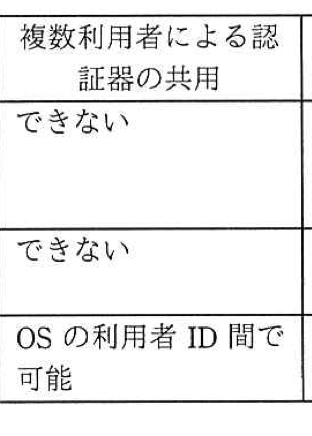 複数利用者による認
証器の共用
できない
できない
OS の利用者 ID 間で
可能